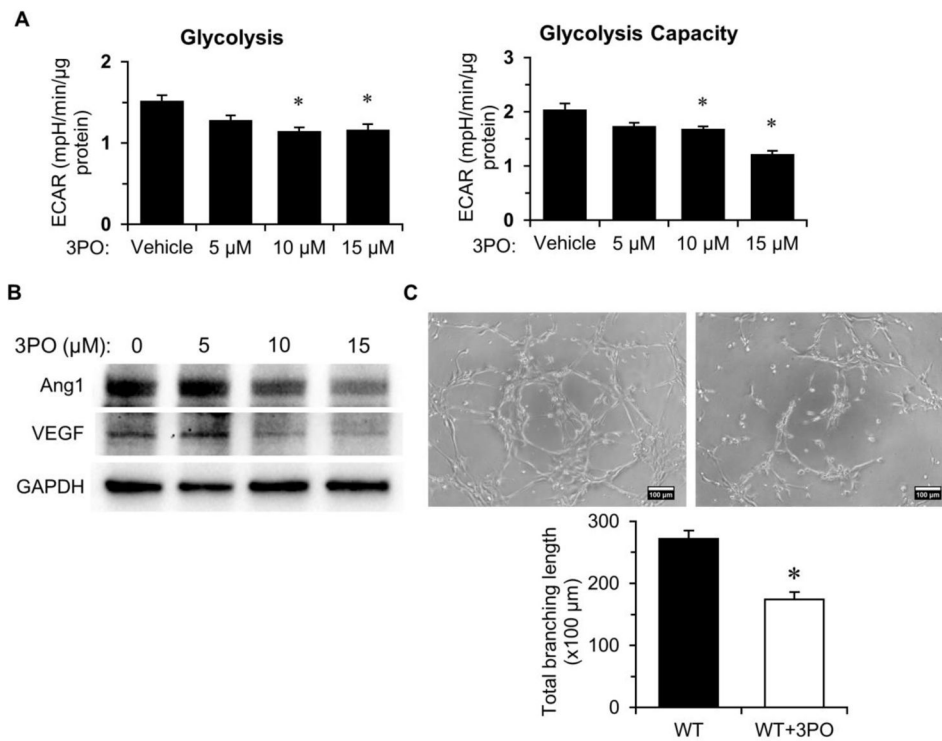 A
Glycolysis
ECAR (mpH/min/µg
protein)
2
1
0
*
*
3PO:
Vehicle
5 µM
10 µM
15 µM
Glycolysis Capacity
ECAR (mpH/min/µg
protein)
3
2
1
0
*
*
3PO:
Vehicle
5 µM
10 µM
15 µM
B
3PO (µM): 0 5 10 15
Ang1
VEGF
GAPDH
C
100 µm
100 µm
Total branching length
(x100 µm)
300
200
100
0
*
WT
WT+3PO